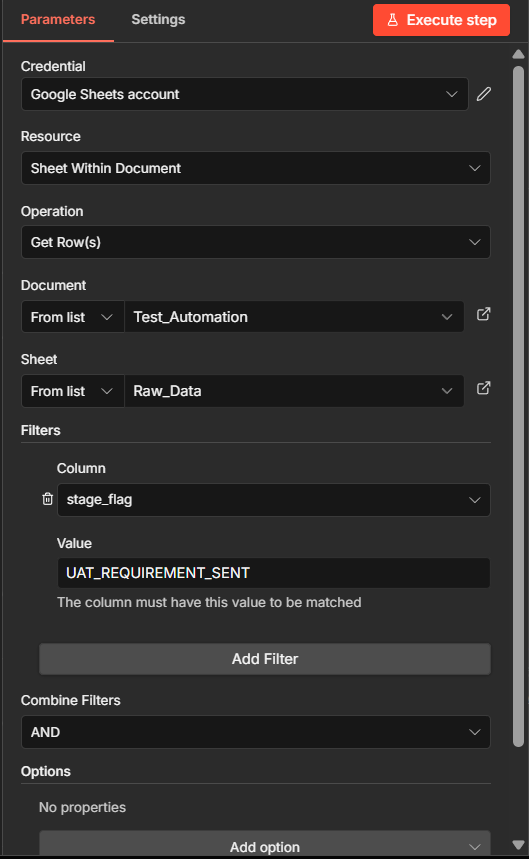 Parameters Settings Execute step
Credential
Google Sheets account
Resource
Sheet Within Document
Operation
Get Row(s)
Document
From list Test_Automation
Sheet
From list Raw_Data
Filters
Column
stage_flag
Value
UAT_REQUIREMENT_SENT
The column must have this value to be matched
Add Filter
Combine Filters
AND
Options
No properties
Add option